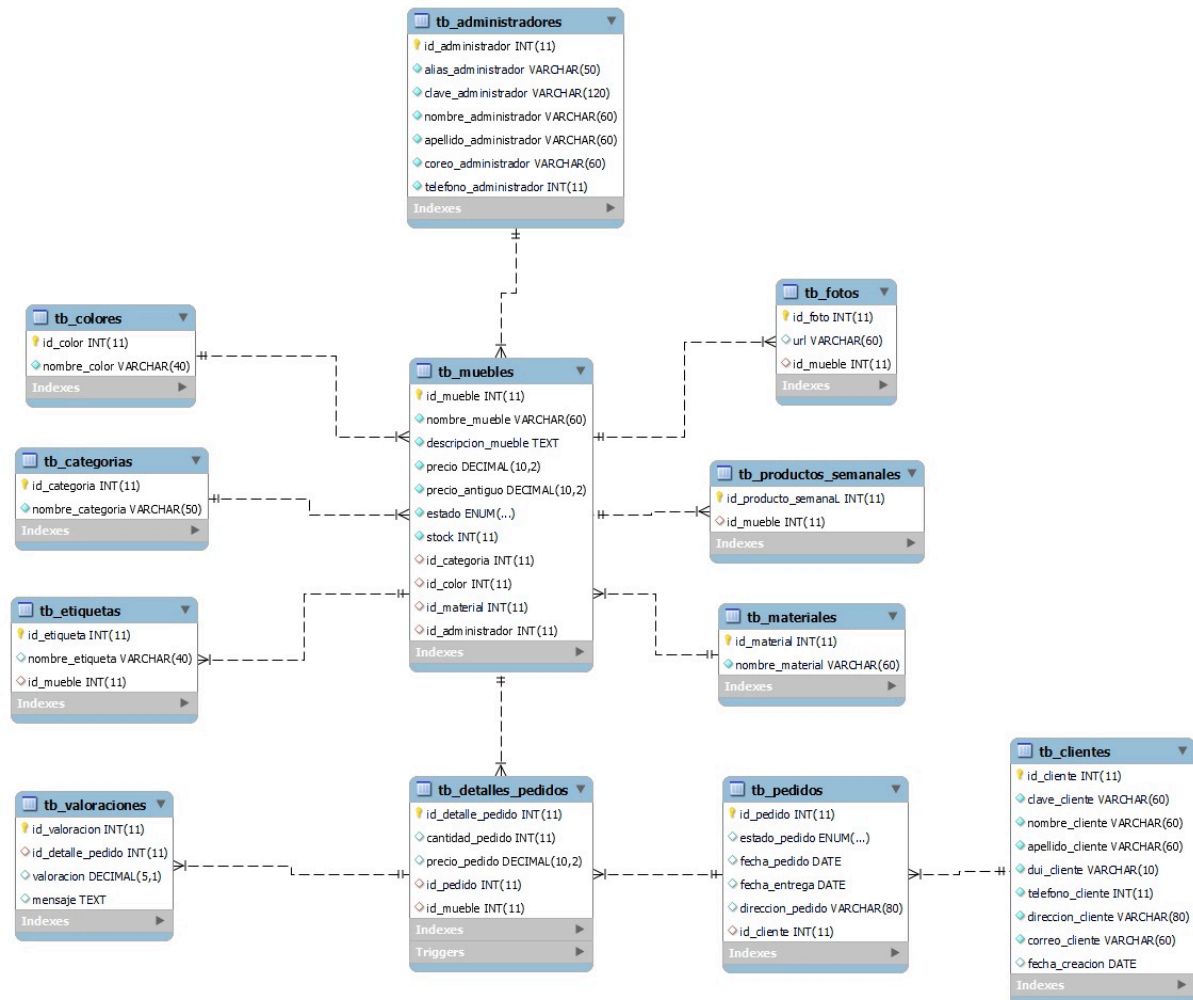 tb_administradores
id_administrador INT(11)
alias_administrador VARCHAR(50)
clave_administrador VARCHAR(120)
nombre_administrador VARCHAR(60)
apellido_administrador VARCHAR(60)
coreo_administrador VARCHAR(60)
telefono_administrador INT(11)
Indexes
tb_colores
id_color INT(11)
nombre_color VARCHAR(40)
Indexes
tb_fotos
id_foto INT(11)
url VARCHAR(60)
id_mueble INT(11)
Indexes
tb_muebles
id_mueble INT(11)
nombre_mueble VARCHAR(60)
descripcion_mueble TEXT
precio DECIMAL(10,2)
precio_antiguo DECIMAL(10,2)
estado ENUM(...)
stock INT(11)
id_categoria INT(11)
id_color INT(11)
id_material INT(11)
id_administrador INT(11)
Indexes
tb_categorias
id_categoria INT(11)
nombre_categoria VARCHAR(50)
Indexes
tb_productos_semanales
id_producto_semanaL INT(11)
id_mueble INT(11)
Indexes
tb_etiquetas
id_etiqueta INT(11)
nombre_etiqueta VARCHAR(40)
id_mueble INT(11)
Indexes
tb_materiales
id_material INT(11)
nombre_material VARCHAR(60)
Indexes
tb_valoraciones
id_valoracion INT(11)
id_detalle_pedido INT(11)
valoracion DECIMAL(5,1)
mensaje TEXT
Indexes
tb_detalles_pedidos
id_detalle_pedido INT(11)
cantidad_pedido INT(11)
precio_pedido DECIMAL(10,2)
id_pedido INT(11)
id_mueble INT(11)
Indexes
Triggers
tb_pedidos
id_pedido INT(11)
estado_pedido ENUM(...)
fecha_pedido DATE
fecha_entrega DATE
direccion_pedido VARCHAR(80)
id_cliente INT(11)
Indexes
tb_clientes
id_cliente INT(11)
clave_cliente VARCHAR(60)
nombre_cliente VARCHAR(60)
apellido_cliente VARCHAR(60)
dui_cliente VARCHAR(10)
telefono_cliente INT(11)
direccion_cliente VARCHAR(80)
correo_cliente VARCHAR(60)
fecha_creacion DATE
Indexes